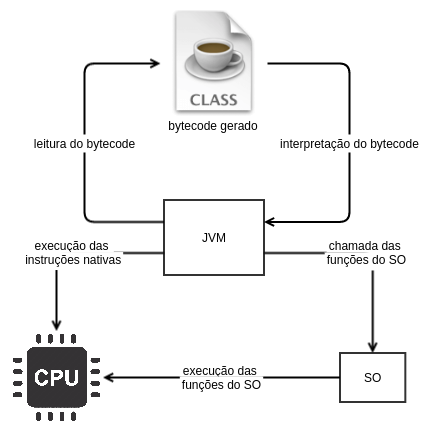 CLASS
bytecode gerado
leitura do bytecode
interpretação do bytecode
JVM
execução das
instruções nativas
chamada das
funções do SO
CPU
execução das
funções do SO
SO